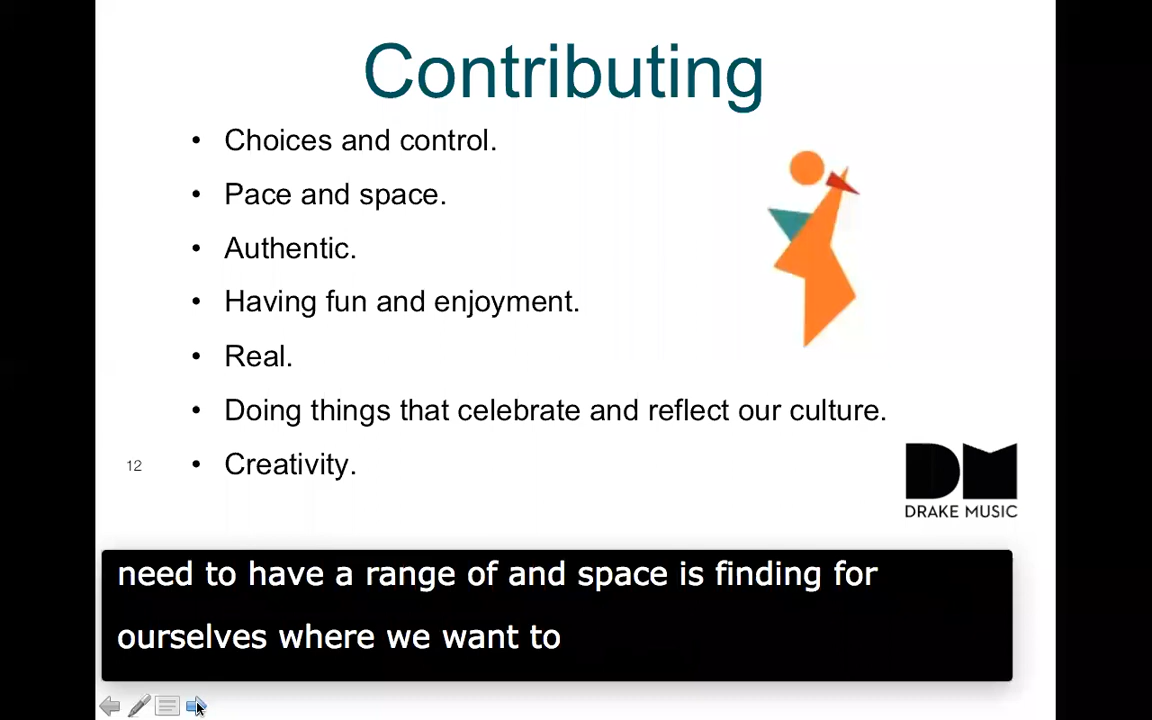 Contributing
• Choices and control.
• Pace and space.
• Authentic.
• Having fun and enjoyment.
• Real.
• Doing things that celebrate and reflect our culture.
12 • Creativity.
DM
DRAKE MUSIC
need to have a range of and space is finding for
ourselves where we want to